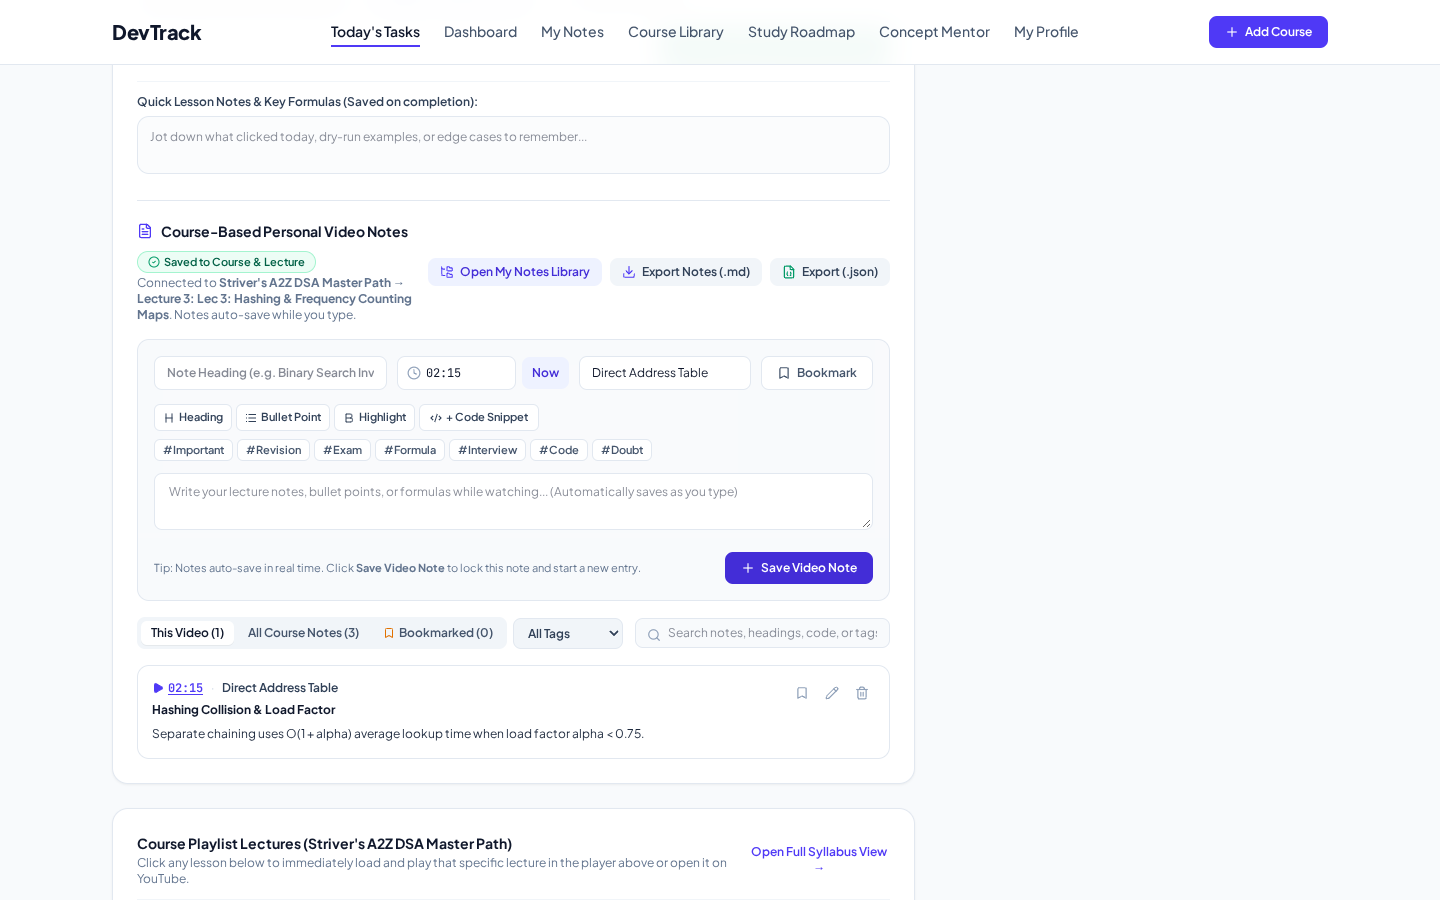 DevTrack
Today's Tasks
Dashboard
My Notes
Course Library
Study Roadmap
Concept Mentor
My Profile
Add Course
Quick Lesson Notes & Key Formulas (Saved on completion):
Jot down what clicked today, dry-run examples, or edge cases to remember...
Course-Based Personal Video Notes
Saved to Course & Lecture
Connected to Striver's A2Z DSA Master Path →
Lecture 3: Lec 3: Hashing & Frequency Counting
Maps. Notes auto-save while you type.
Open My Notes Library
Export Notes (.md)
Export (.json)
Note Heading (e.g. Binary Search Inv
02:15
Now
Direct Address Table
Bookmark
Heading
Bullet Point
Highlight
+ Code Snippet
#Important
#Revision
#Exam
#Formula
#Interview
#Code
#Doubt
Write your lecture notes, bullet points, or formulas while watching... (Automatically saves as you type)
Tip: Notes auto-save in real time. Click Save Video Note to lock this note and start a new entry.
Save Video Note
This Video (1)
All Course Notes (3)
Bookmarked (0)
All Tags
Search notes, headings, code, or tags
02:15 · Direct Address Table
Hashing Collision & Load Factor
Separate chaining uses O(1 + alpha) average lookup time when load factor alpha < 0.75.
Course Playlist Lectures (Striver's A2Z DSA Master Path)
Click any lesson below to immediately load and play that specific lecture in the player above or open it on
YouTube.
Open Full Syllabus View
→